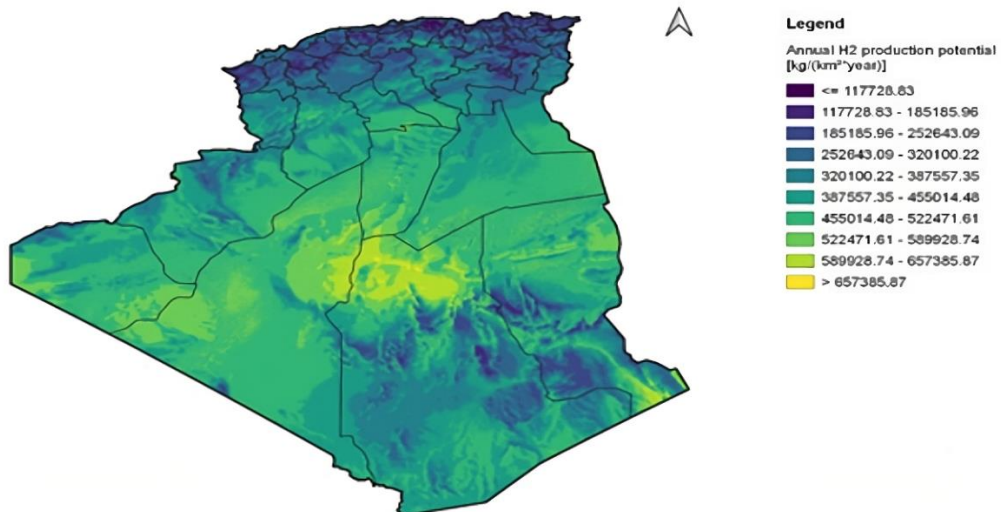 Legend
Annual H2 production potential
[kg/(km²*year)]
<= 117728.83
117728.83 - 185185.96
185185.96 - 252643.09
252643.09 - 320100.22
320100.22 - 387557.35
387557.35 - 455014.48
455014.48 - 522471.61
522471.61 - 589928.74
589928.74 - 657385.87
> 657385.87